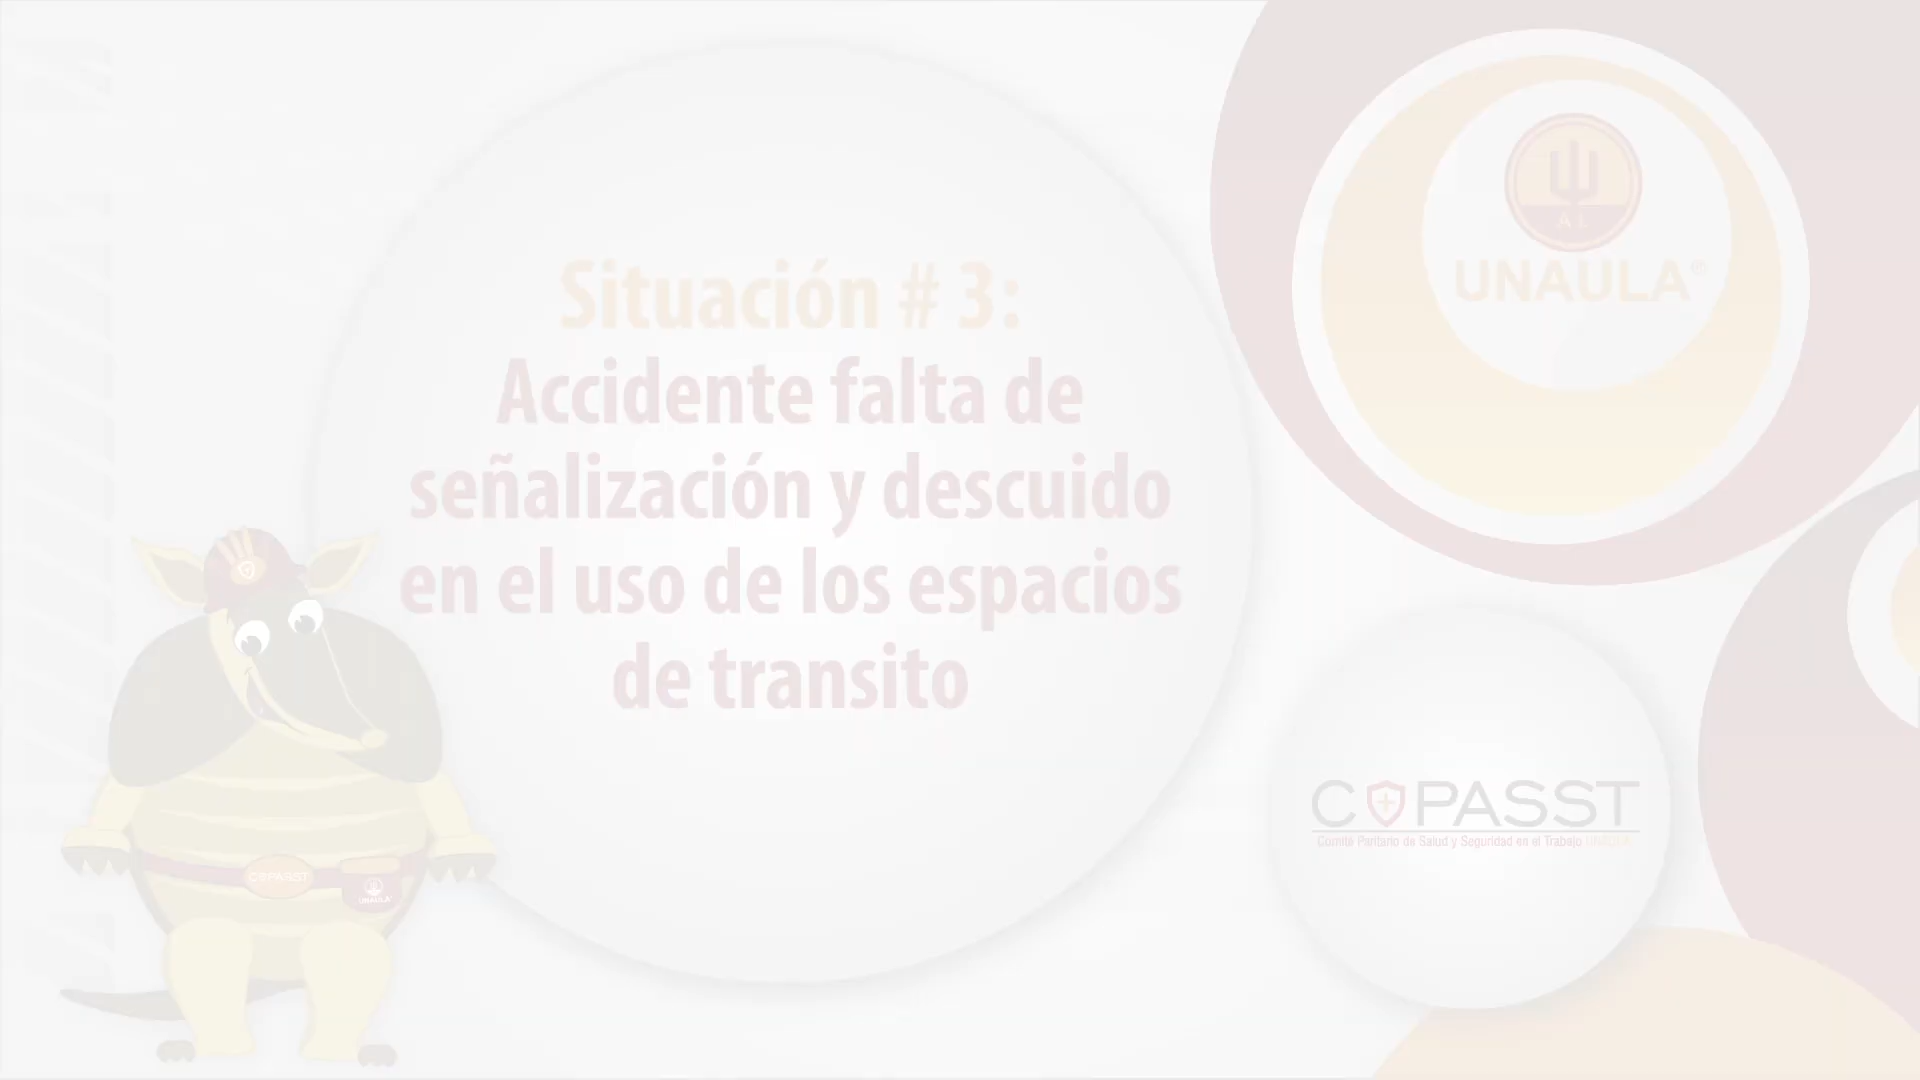 Situación # 3:
Accidente falta de
señalización y descuido
en el uso de los espacios
de transito
A L
UNAULA®
COPASST
Comité Paritario de Salud y Seguridad en el Trabajo UNAULA
COPASST
UNAULA